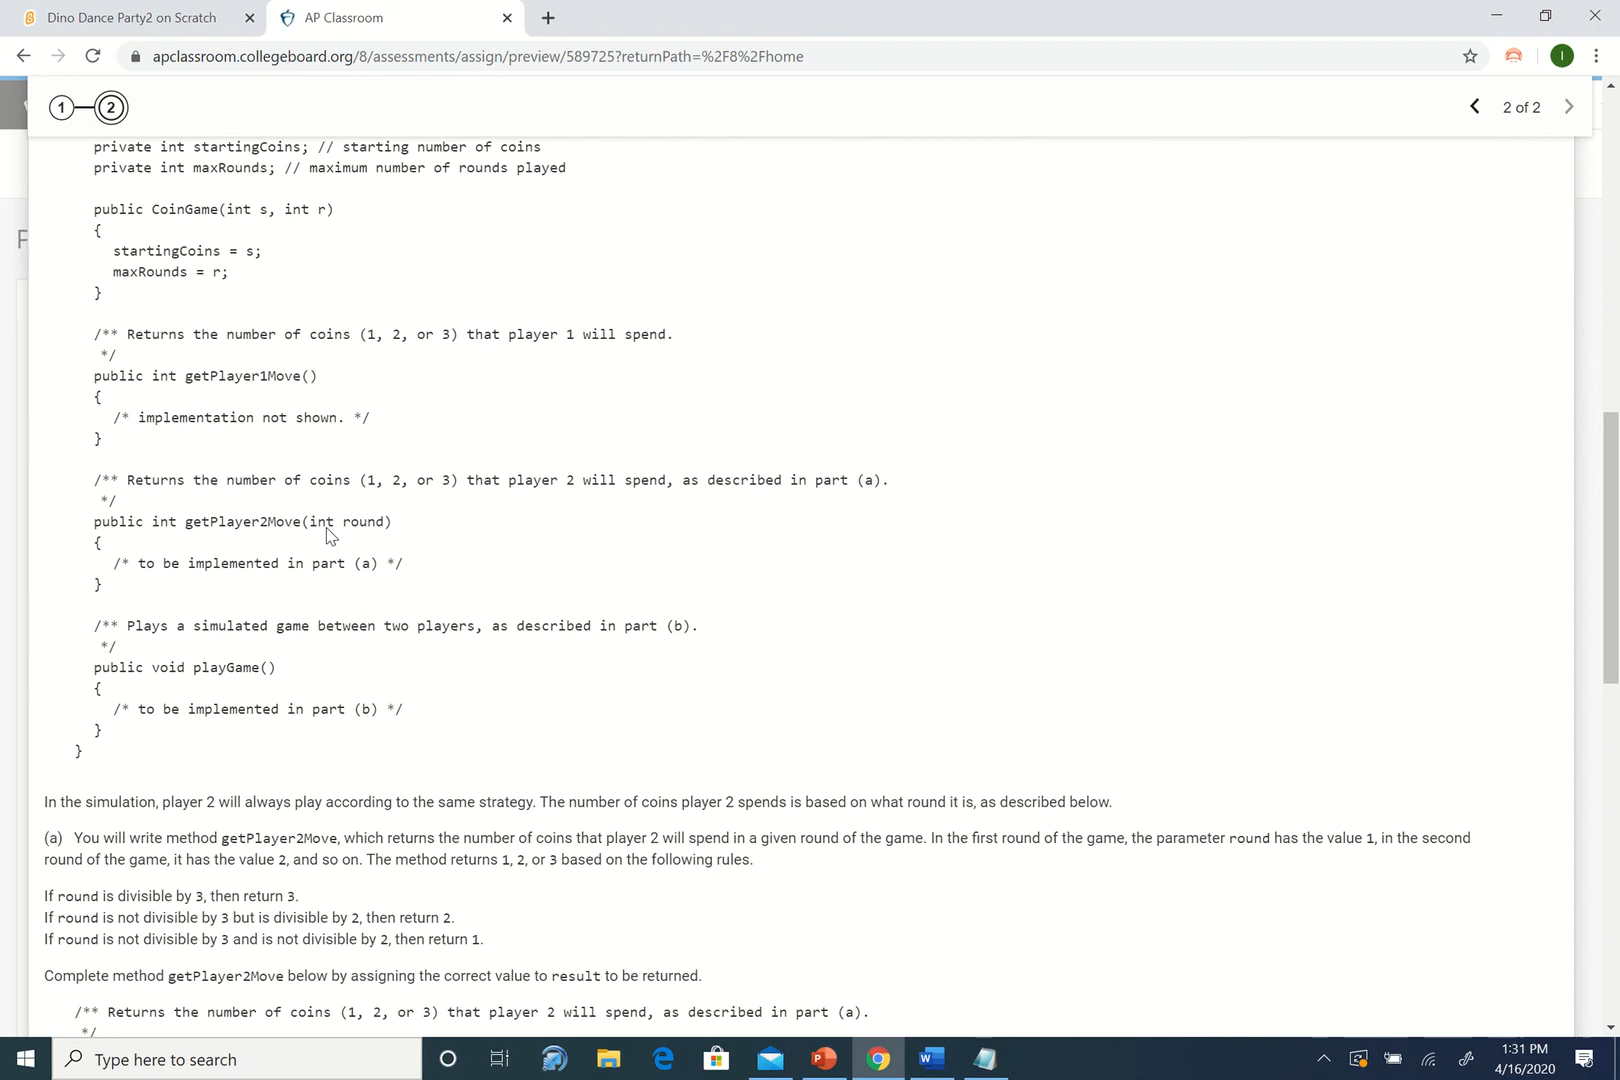 Dino Dance Party2 on Scratch
AP Classroom
apclassroom.collegeboard.org/8/assessments/assign/preview/589725?returnPath=%2F8%2Fhome
I
1
2
2 of 2
private int startingCoins; // starting number of coins
private int maxRounds; // maximum number of rounds played
public CoinGame(int s, int r)
{
startingCoins = s;
maxRounds = r;
}
/** Returns the number of coins (1, 2, or 3) that player 1 will spend.
*/
public int getPlayer1Move()
{
/* implementation not shown. */
}
/** Returns the number of coins (1, 2, or 3) that player 2 will spend, as described in part (a).
*/
public int getPlayer2Move(int round)
{
/* to be implemented in part (a) */
}
/** Plays a simulated game between two players, as described in part (b).
*/
public void playGame()
{
/* to be implemented in part (b) */
}
}
In the simulation, player 2 will always play according to the same strategy. The number of coins player 2 spends is based on what round it is, as described below.
(a) You will write method getPlayer2Move, which returns the number of coins that player 2 will spend in a given round of the game. In the first round of the game, the parameter round has the value 1, in the second
round of the game, it has the value 2, and so on. The method returns 1, 2, or 3 based on the following rules.
If round is divisible by 3, then return 3.
If round is not divisible by 3 but is divisible by 2, then return 2.
If round is not divisible by 3 and is not divisible by 2, then return 1.
Complete method getPlayer2Move below by assigning the correct value to result to be returned.
/** Returns the number of coins (1, 2, or 3) that player 2 will spend, as described in part (a).
*/
Type here to search
1:31 PM
4/16/2020